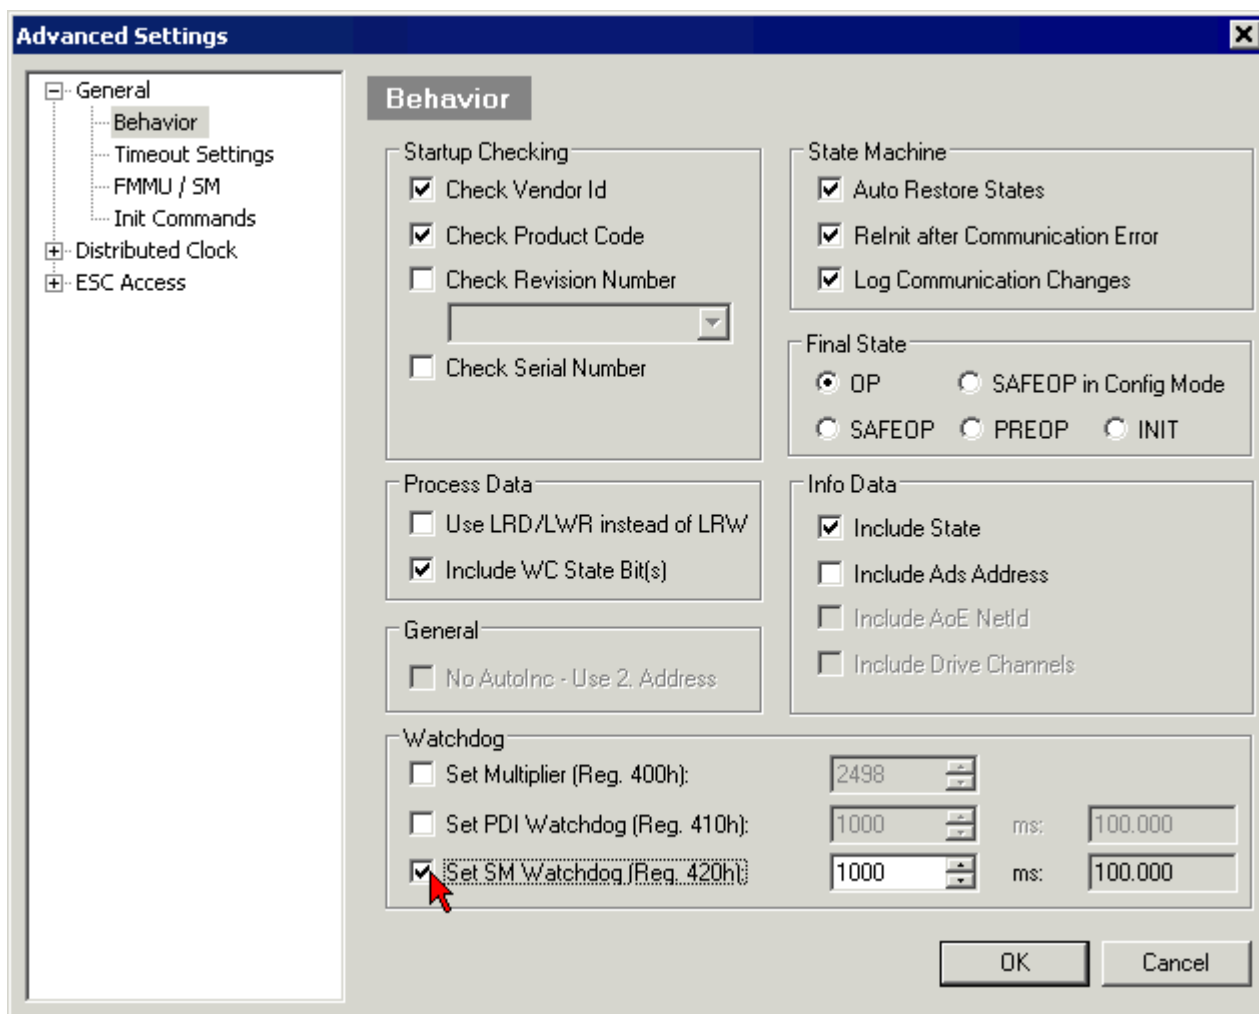 Advanced Settings
General
Behavior
Timeout Settings
FMMU / SM
Init Commands
Distributed Clock
ESC Access
Behavior
Startup Checking
Check Vendor Id
Check Product Code
Check Revision Number
Check Serial Number
State Machine
Auto Restore States
ReInit after Communication Error
Log Communication Changes
Final State
OP SAFEOP in Config Mode
SAFEOP PREOP INIT
Process Data
Use LRD/LWR instead of LRW
Include WC State Bit(s)
General
No AutoInc - Use 2. Address
Info Data
Include State
Include Ads Address
Include AoE NetId
Include Drive Channels
Watchdog
Set Multiplier (Reg. 400h): 2498
Set PDI Watchdog (Reg. 410h): 1000 ms: 100.000
Set SM Watchdog (Reg. 420h): 1000 ms: 100.000
OK Cancel